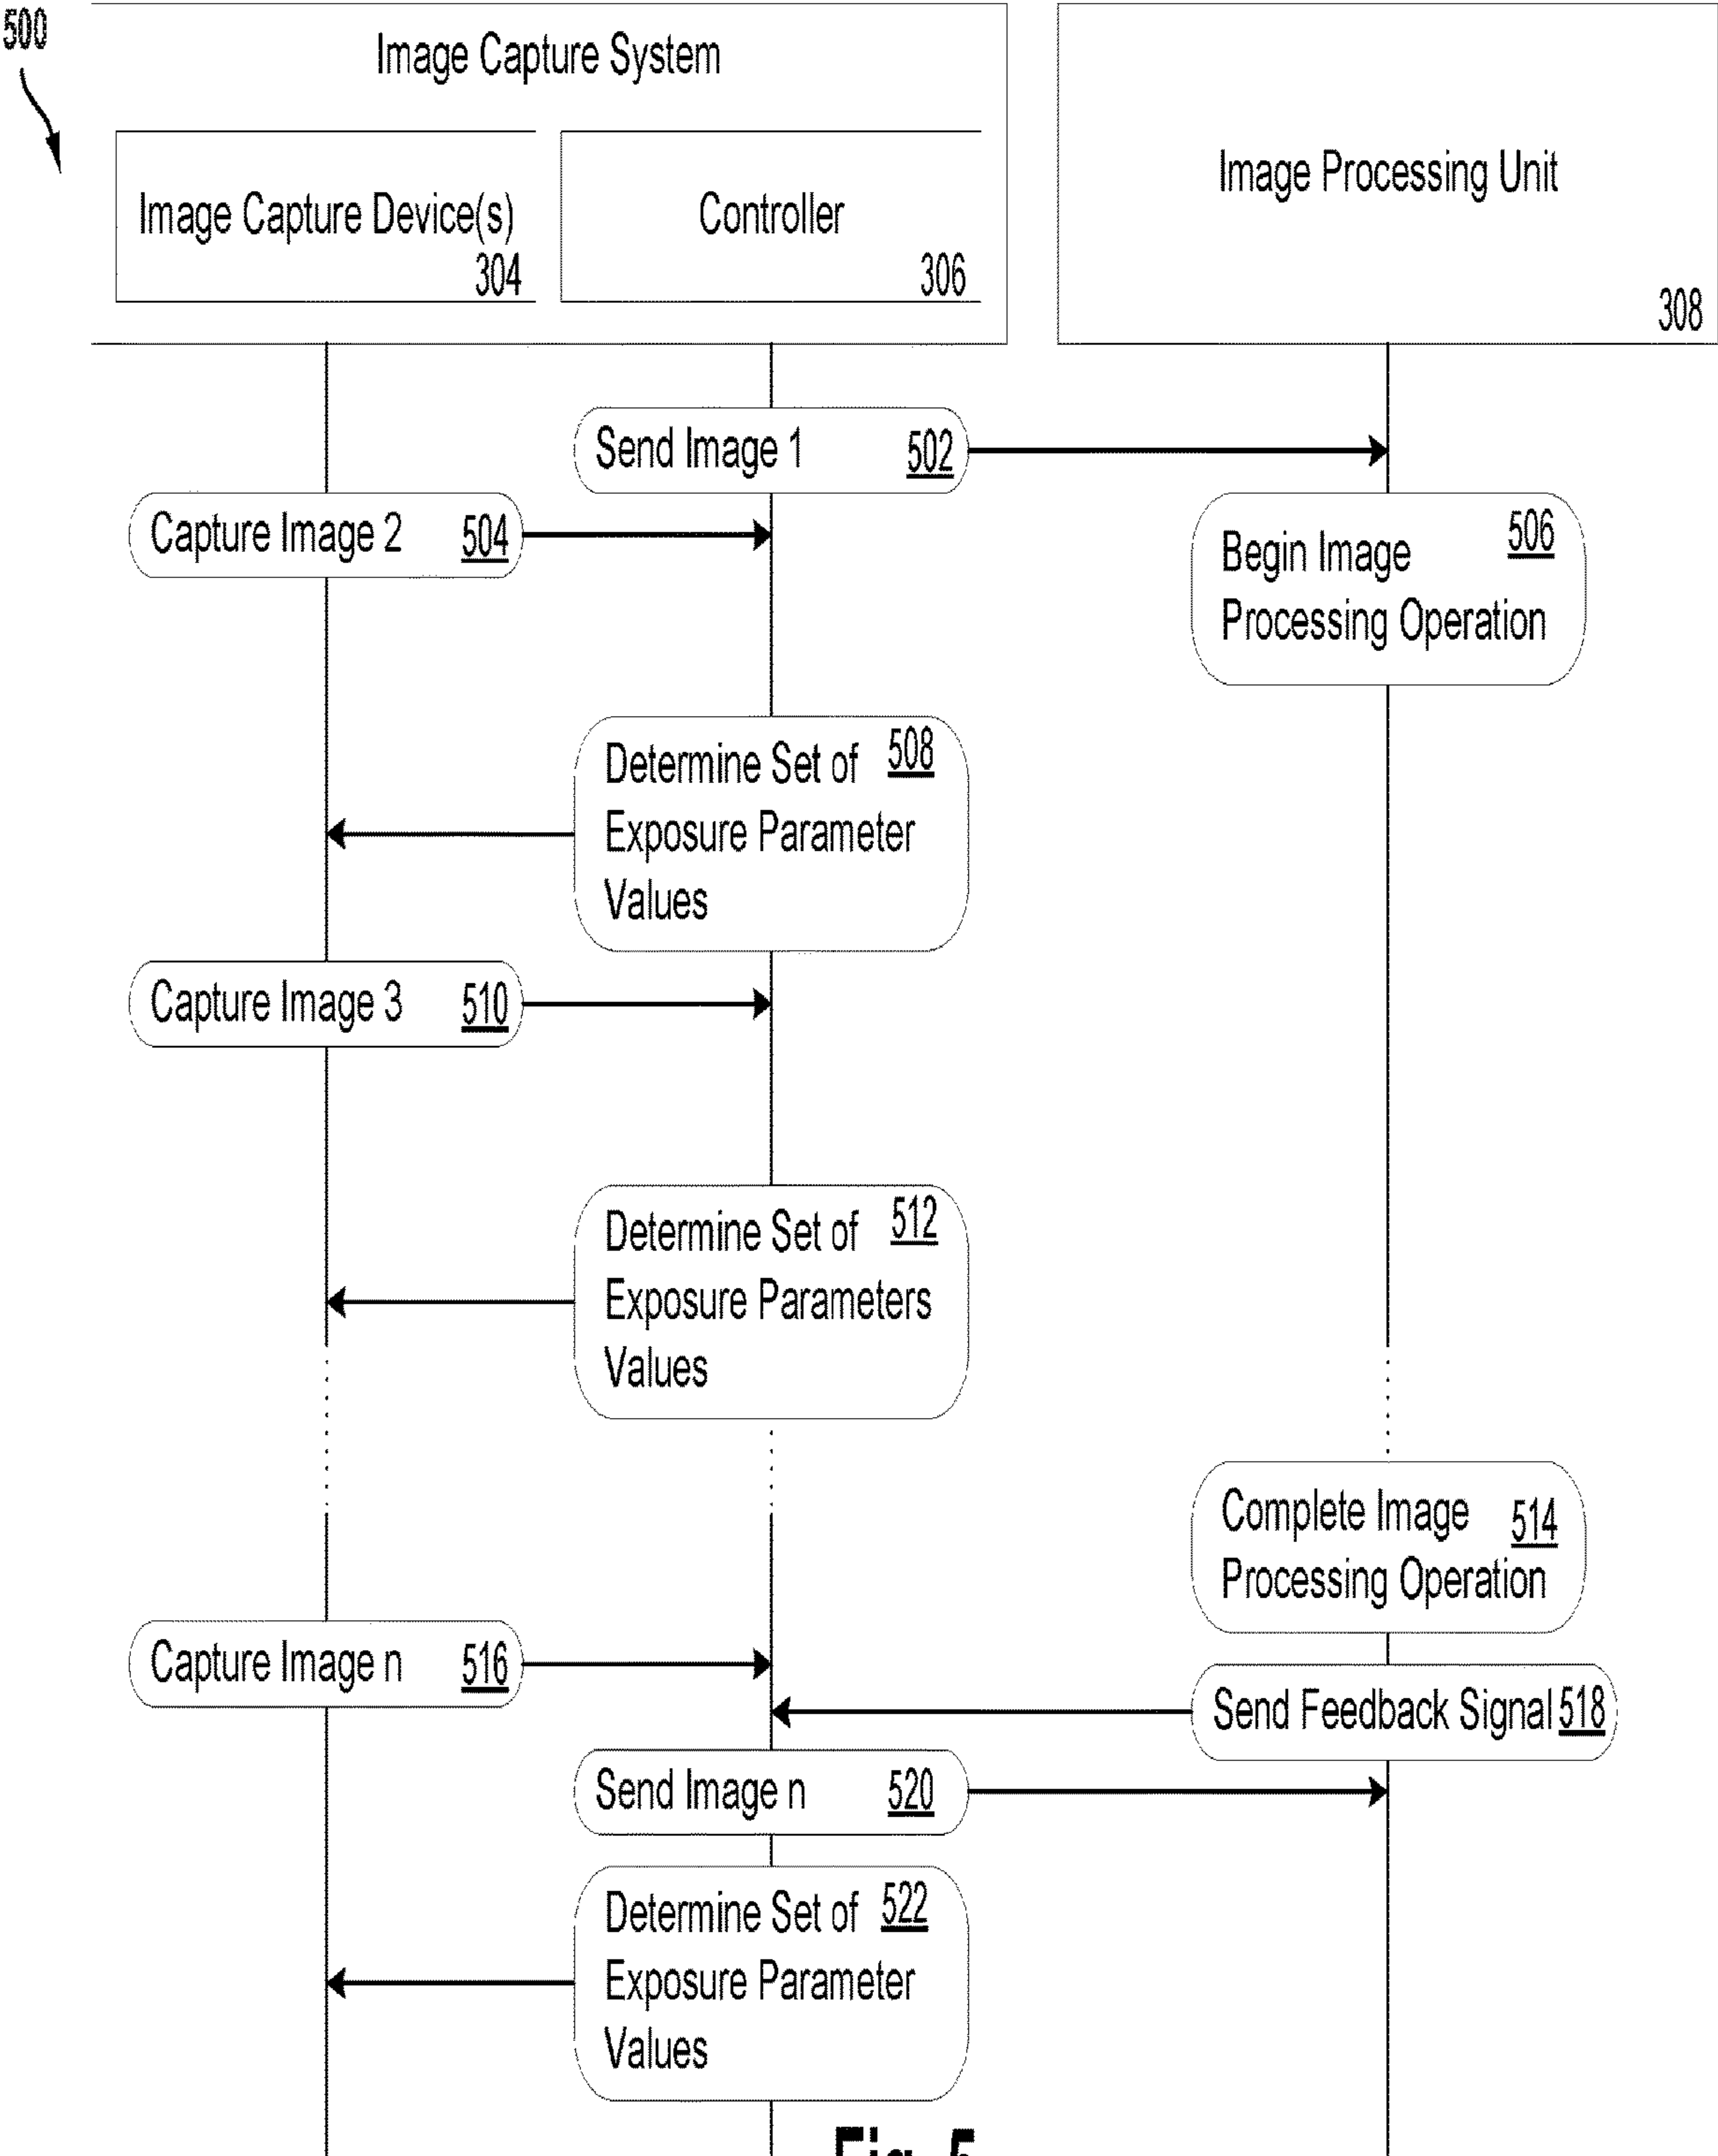 500
Image Capture System
Image Capture Device(s)
304
Controller
306
Image Processing Unit
308
Send Image 1 502
Capture Image 2 504
Begin Image 506
Processing Operation
Determine Set of 508
Exposure Parameter
Values
Capture Image 3 510
Determine Set of 512
Exposure Parameters
Values
Complete Image 514
Processing Operation
Capture Image n 516
Send Feedback Signal 518
Send Image n 520
Determine Set of 522
Exposure Parameter
Values
Fig. 5